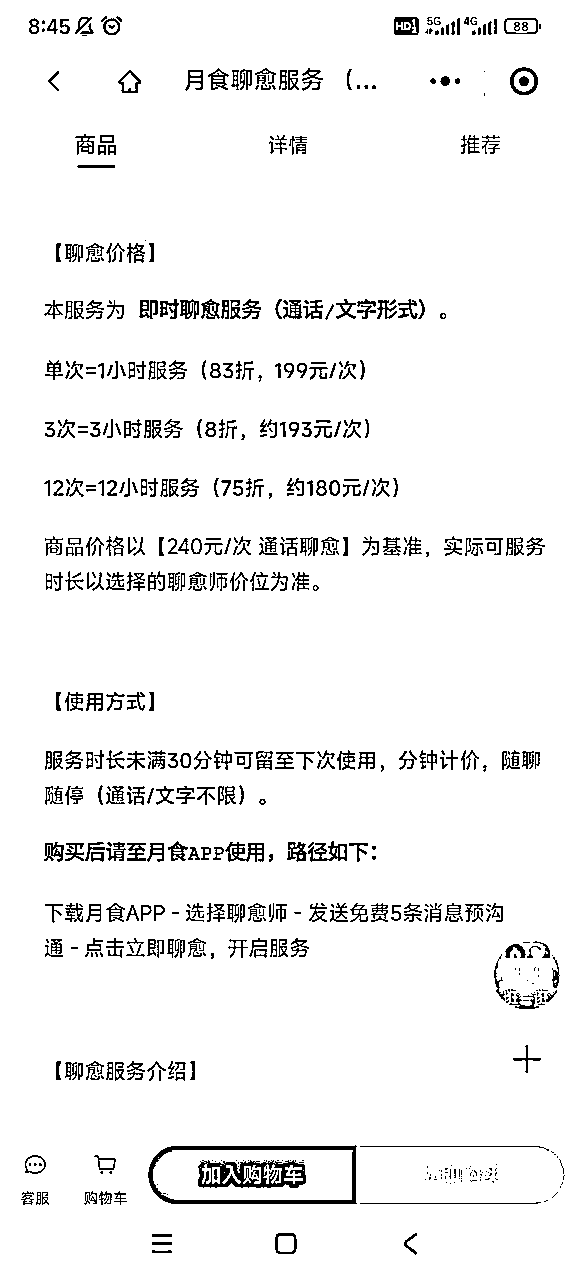 8:45 HD1 5G 4G 88
月食聊愈服务 （...
商品 详情 推荐
【聊愈价格】
本服务为 即时聊愈服务（通话/文字形式）。
单次=1小时服务（83折，199元/次）
3次=3小时服务（8折，约193元/次）
12次=12小时服务（75折，约180元/次）
商品价格以【240元/次 通话聊愈】为基准，实际可服务
时长以选择的聊愈师价位为准。
【使用方式】
服务时长未满30分钟可留至下次使用，分钟计价，随聊
随停（通话/文字不限）。
购买后请至月食APP使用，路径如下：
下载月食APP - 选择聊愈师 - 发送免费5条消息预沟
通 - 点击立即聊愈，开启服务
【聊愈服务介绍】
加入购物车
客服 购物车